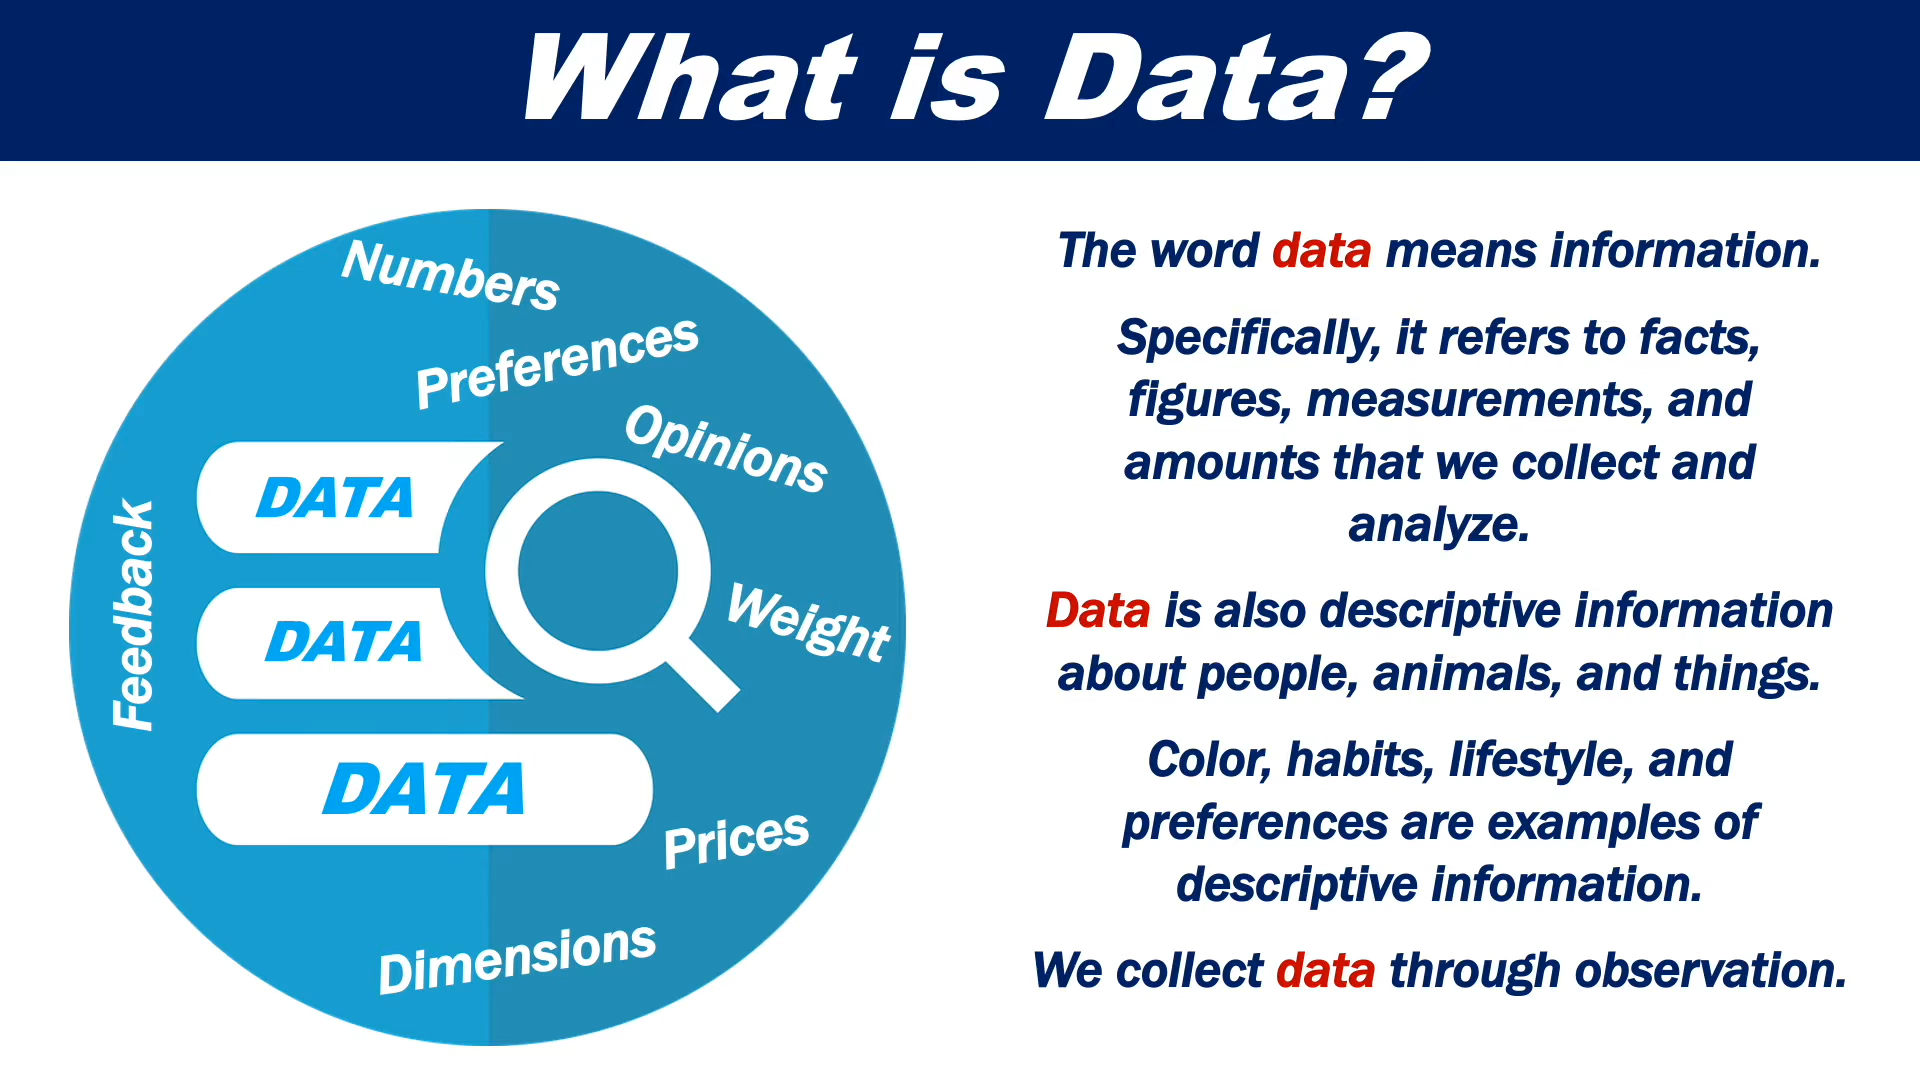 What is Data?
Numbers
Preferences
Opinions
DATA
Feedback
Weight
DATA
DATA
Prices
Dimensions
The word data means information.
Specifically, it refers to facts,
figures, measurements, and
amounts that we collect and
analyze.
Data is also descriptive information
about people, animals, and things.
Color, habits, lifestyle, and
preferences are examples of
descriptive information.
We collect data through observation.